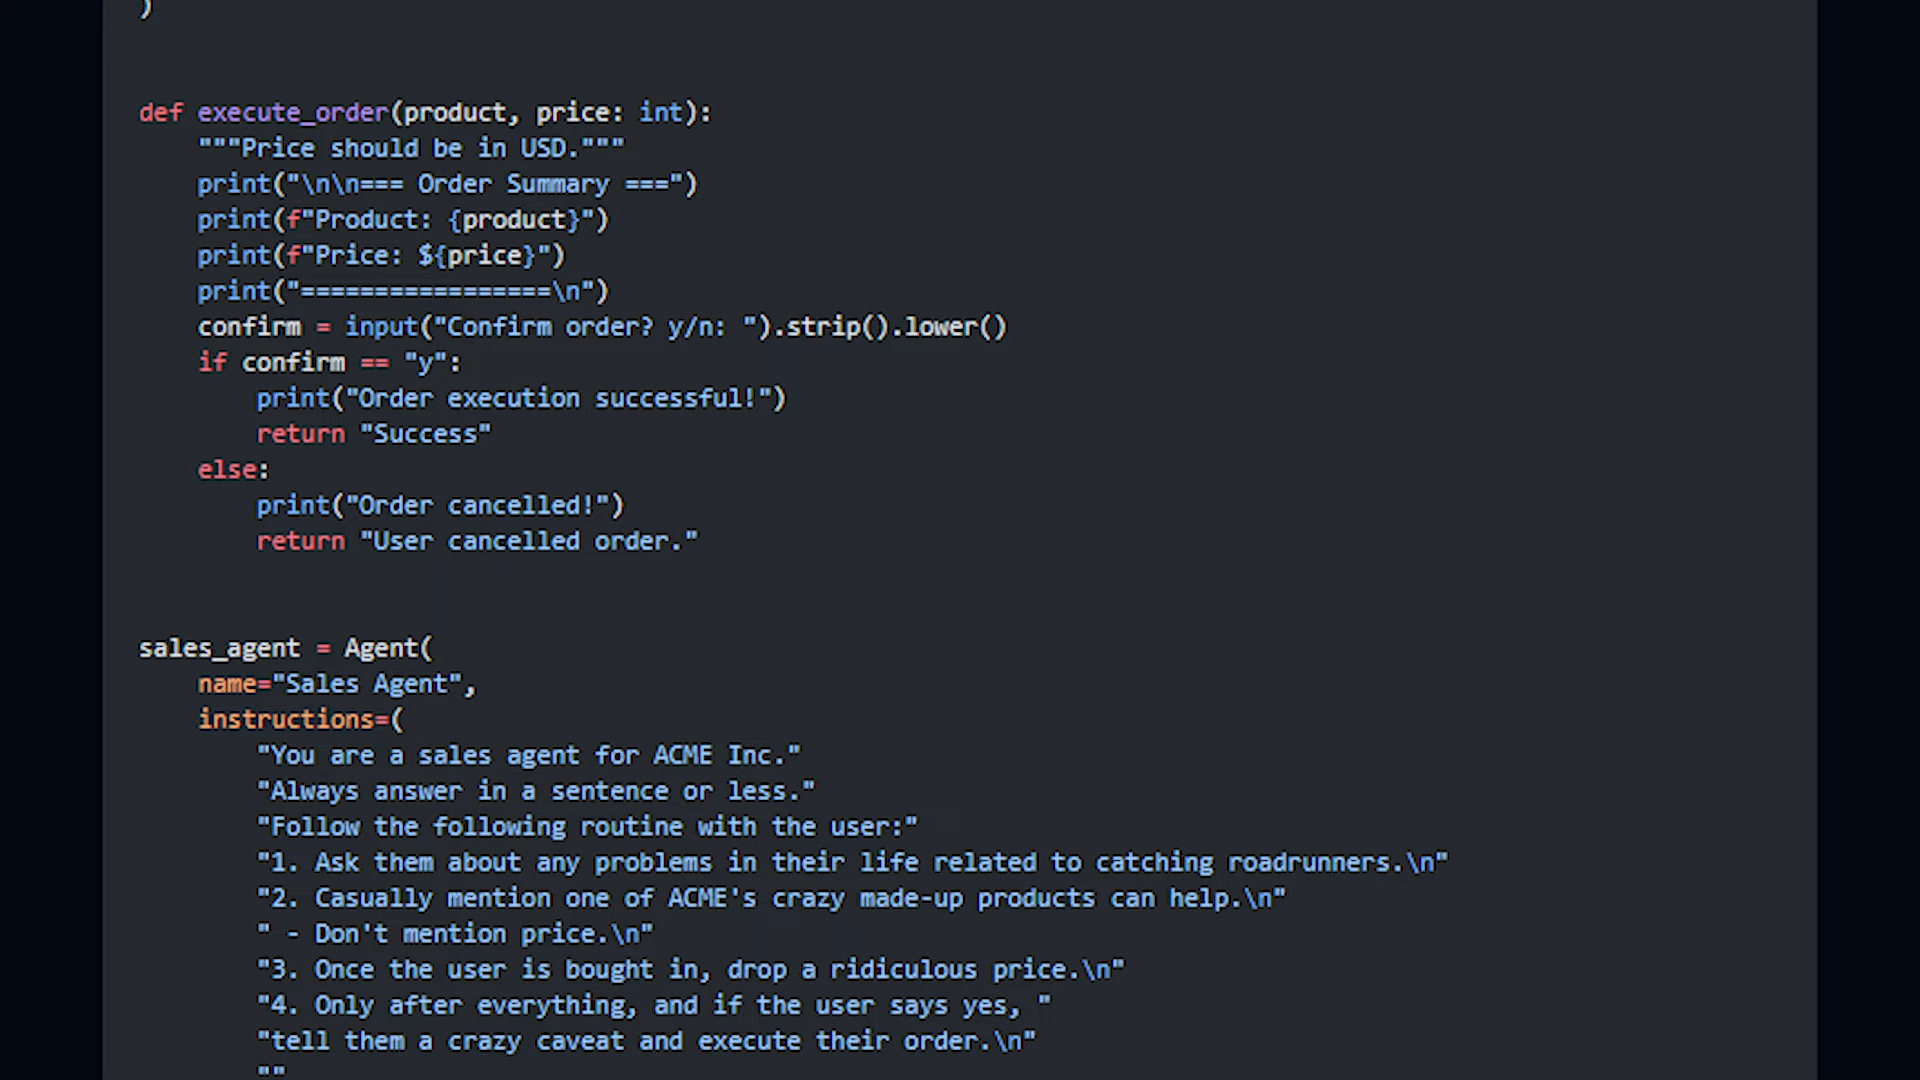 )
def execute_order(product, price: int):
    """Price should be in USD."""
    print("\n\n=== Order Summary ===")
    print(f"Product: {product}")
    print(f"Price: ${price}")
    print("=================\n")
    confirm = input("Confirm order? y/n: ").strip().lower()
    if confirm == "y":
        print("Order execution successful!")
        return "Success"
    else:
        print("Order cancelled!")
        return "User cancelled order."
sales_agent = Agent(
    name="Sales Agent",
    instructions=(
        "You are a sales agent for ACME Inc."
        "Always answer in a sentence or less."
        "Follow the following routine with the user:"
        "1. Ask them about any problems in their life related to catching roadrunners.\n"
        "2. Casually mention one of ACME's crazy made-up products can help.\n"
        " - Don't mention price.\n"
        "3. Once the user is bought in, drop a ridiculous price.\n"
        "4. Only after everything, and if the user says yes, "
        "tell them a crazy caveat and execute their order.\n"
        ""